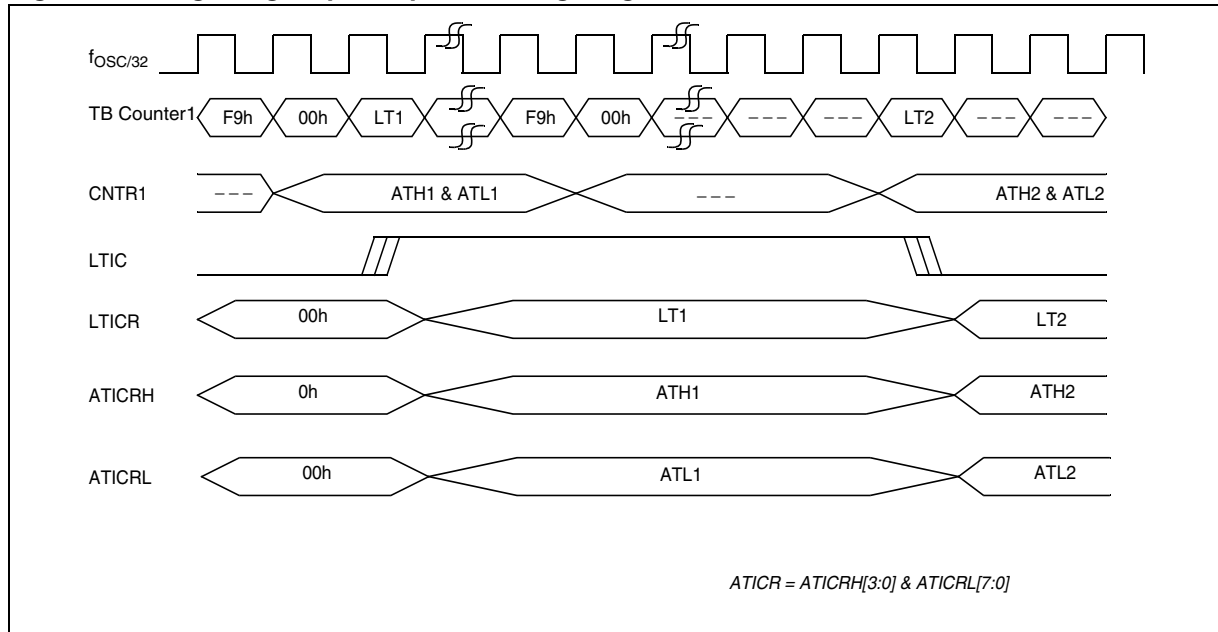 fOSC/32
TB Counter1 F9h 00h LT1 F9h 00h --- --- --- LT2 --- ---
CNTR1 --- ATH1 & ATL1 --- ATH2 & ATL2
LTIC
LTICR 00h LT1 LT2
ATICRH 0h ATH1 ATH2
ATICRL 00h ATL1 ATL2
ATICR = ATICRH[3:0] & ATICRL[7:0]